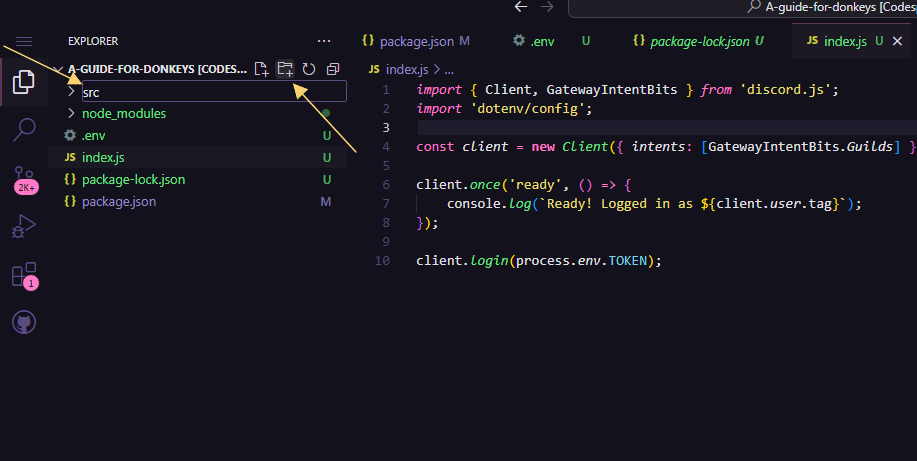 A-guide-for-donkeys [Codesp
EXPLORER
package.json M
.env U
package-lock.json U
index.js U
A-GUIDE-FOR-DONKEYS [CODES...
JS index.js > ...
src
node_modules
.env U
JS index.js U
package-lock.json U
package.json M
2K+
1
1 import { Client, GatewayIntentBits } from 'discord.js';
2 import 'dotenv/config';
3
4 const client = new Client({ intents: [GatewayIntentBits.Guilds] }
5
6 client.once('ready', () => {
7 console.log(`Ready! Logged in as ${client.user.tag}`);
8 });
9
10 client.login(process.env.TOKEN);